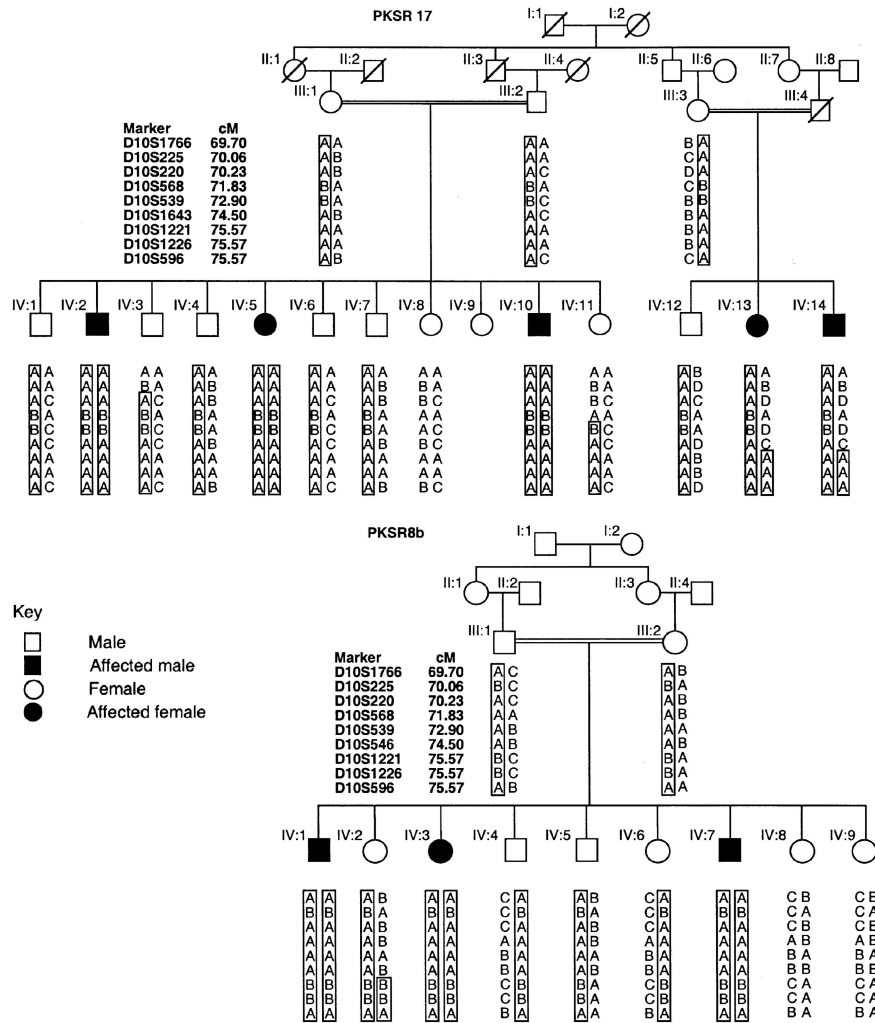 PKSR 17
I:1 I:2
II:1 II:2 II:3 II:4 II:5 II:6 II:7 II:8
III:1 III:2 III:3 III:4
Marker cM
D10S1766 69.70 A A A A B A
D10S225 70.06 A B A A C A
D10S220 70.23 A B A C D A
D10S568 71.83 B A B A C B
D10S539 72.90 B B B C B B
D10S1643 74.50 A B A C B A
D10S1221 75.57 A A A A B A
D10S1226 75.57 A A A A B A
D10S596 75.57 A B A C C A
IV:1 IV:2 IV:3 IV:4 IV:5 IV:6 IV:7 IV:8 IV:9 IV:10 IV:11 IV:12 IV:13 IV:14
A A A A A A A A A A A A A A A A A A A A A B A A A A
A A A A B A A B A A A A A B B A A A B A A D A B A B
A C A A A C A B A A A C A B B C A A B C A C A D A D
B A B B B A B A B B B A B A A A B B A A B A B A B A
B C B B B C B B B B B C B B B C B B B C B A B D B D
A C A A A C A B A A A C A B B C A A A C A D A C A C
A A A A A A A A A A A A A A A A A A A A A B A A A A
A A A A A A A A A A A A A A A A A A A A A B A A A A
A C A A A C A B A A A C A B B C A A A C A D A A A A
PKSR8b
I:1 I:2
II:1 II:2 II:3 II:4
III:1 III:2
Key
Male
Affected male
Female
Affected female
Marker cM
D10S1766 69.70 A C A B
D10S225 70.06 B C B A
D10S220 70.23 A C A B
D10S568 71.83 A A A B
D10S539 72.90 A B A B
D10S546 74.50 A B A B
D10S1221 75.57 B C B A
D10S1226 75.57 B C B A
D10S596 75.57 A B A A
IV:1 IV:2 IV:3 IV:4 IV:5 IV:6 IV:7 IV:8 IV:9
A A A B A A C A A B C A A A C B C B
B B B A B B C B B A C B B B C A C A
A A A B A A C A A B C A A A C B C B
A A A B A A A A A B A A A A A B A B
A A A B A A B A A B B A A A B B B B
A A A B A A B A A B B A A A B B B B
B B B B B B C B B A C B B B C A C A
B B B B B B C B B A C B B B C A C A
A A A A A A B A A A B A A A B A B A